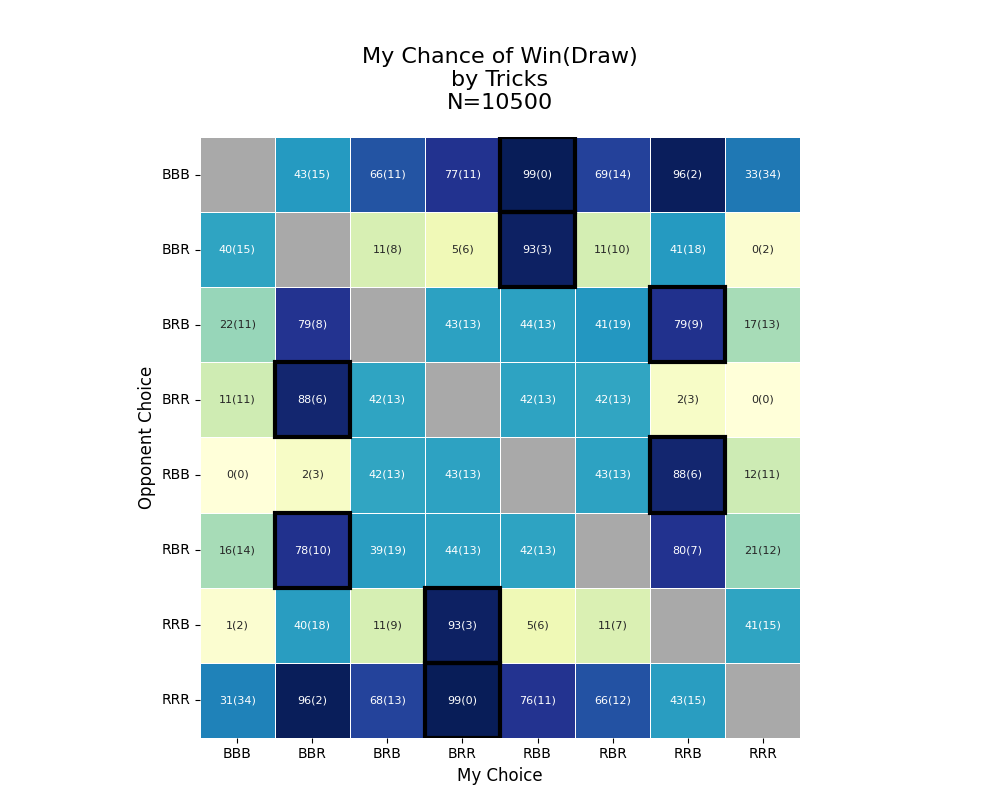 My Chance of Win(Draw)
by Tricks
N=10500
Opponent Choice
BBB 43(15) 66(11) 77(11) 99(0) 69(14) 96(2) 33(34)
BBR 40(15) 11(8) 5(6) 93(3) 11(10) 41(18) 0(2)
BRB 22(11) 79(8) 43(13) 44(13) 41(19) 79(9) 17(13)
BRR 11(11) 88(6) 42(13) 42(13) 42(13) 2(3) 0(0)
RBB 0(0) 2(3) 42(13) 43(13) 43(13) 88(6) 12(11)
RBR 16(14) 78(10) 39(19) 44(13) 42(13) 80(7) 21(12)
RRB 1(2) 40(18) 11(9) 93(3) 5(6) 11(7) 41(15)
RRR 31(34) 96(2) 68(13) 99(0) 76(11) 66(12) 43(15)
BBB BBR BRB BRR RBB RBR RRB RRR
My Choice